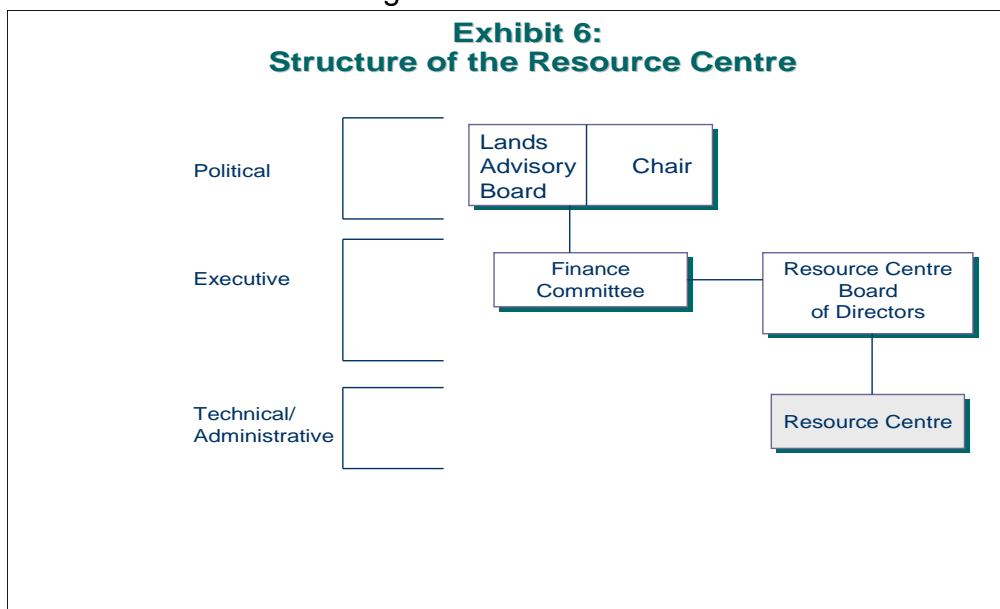 Exhibit 6:
Structure of the Resource Centre
Political
Lands
Advisory
Board
Chair
Executive
Finance
Committee
Resource Centre
Board
of Directors
Technical/
Administrative
Resource Centre